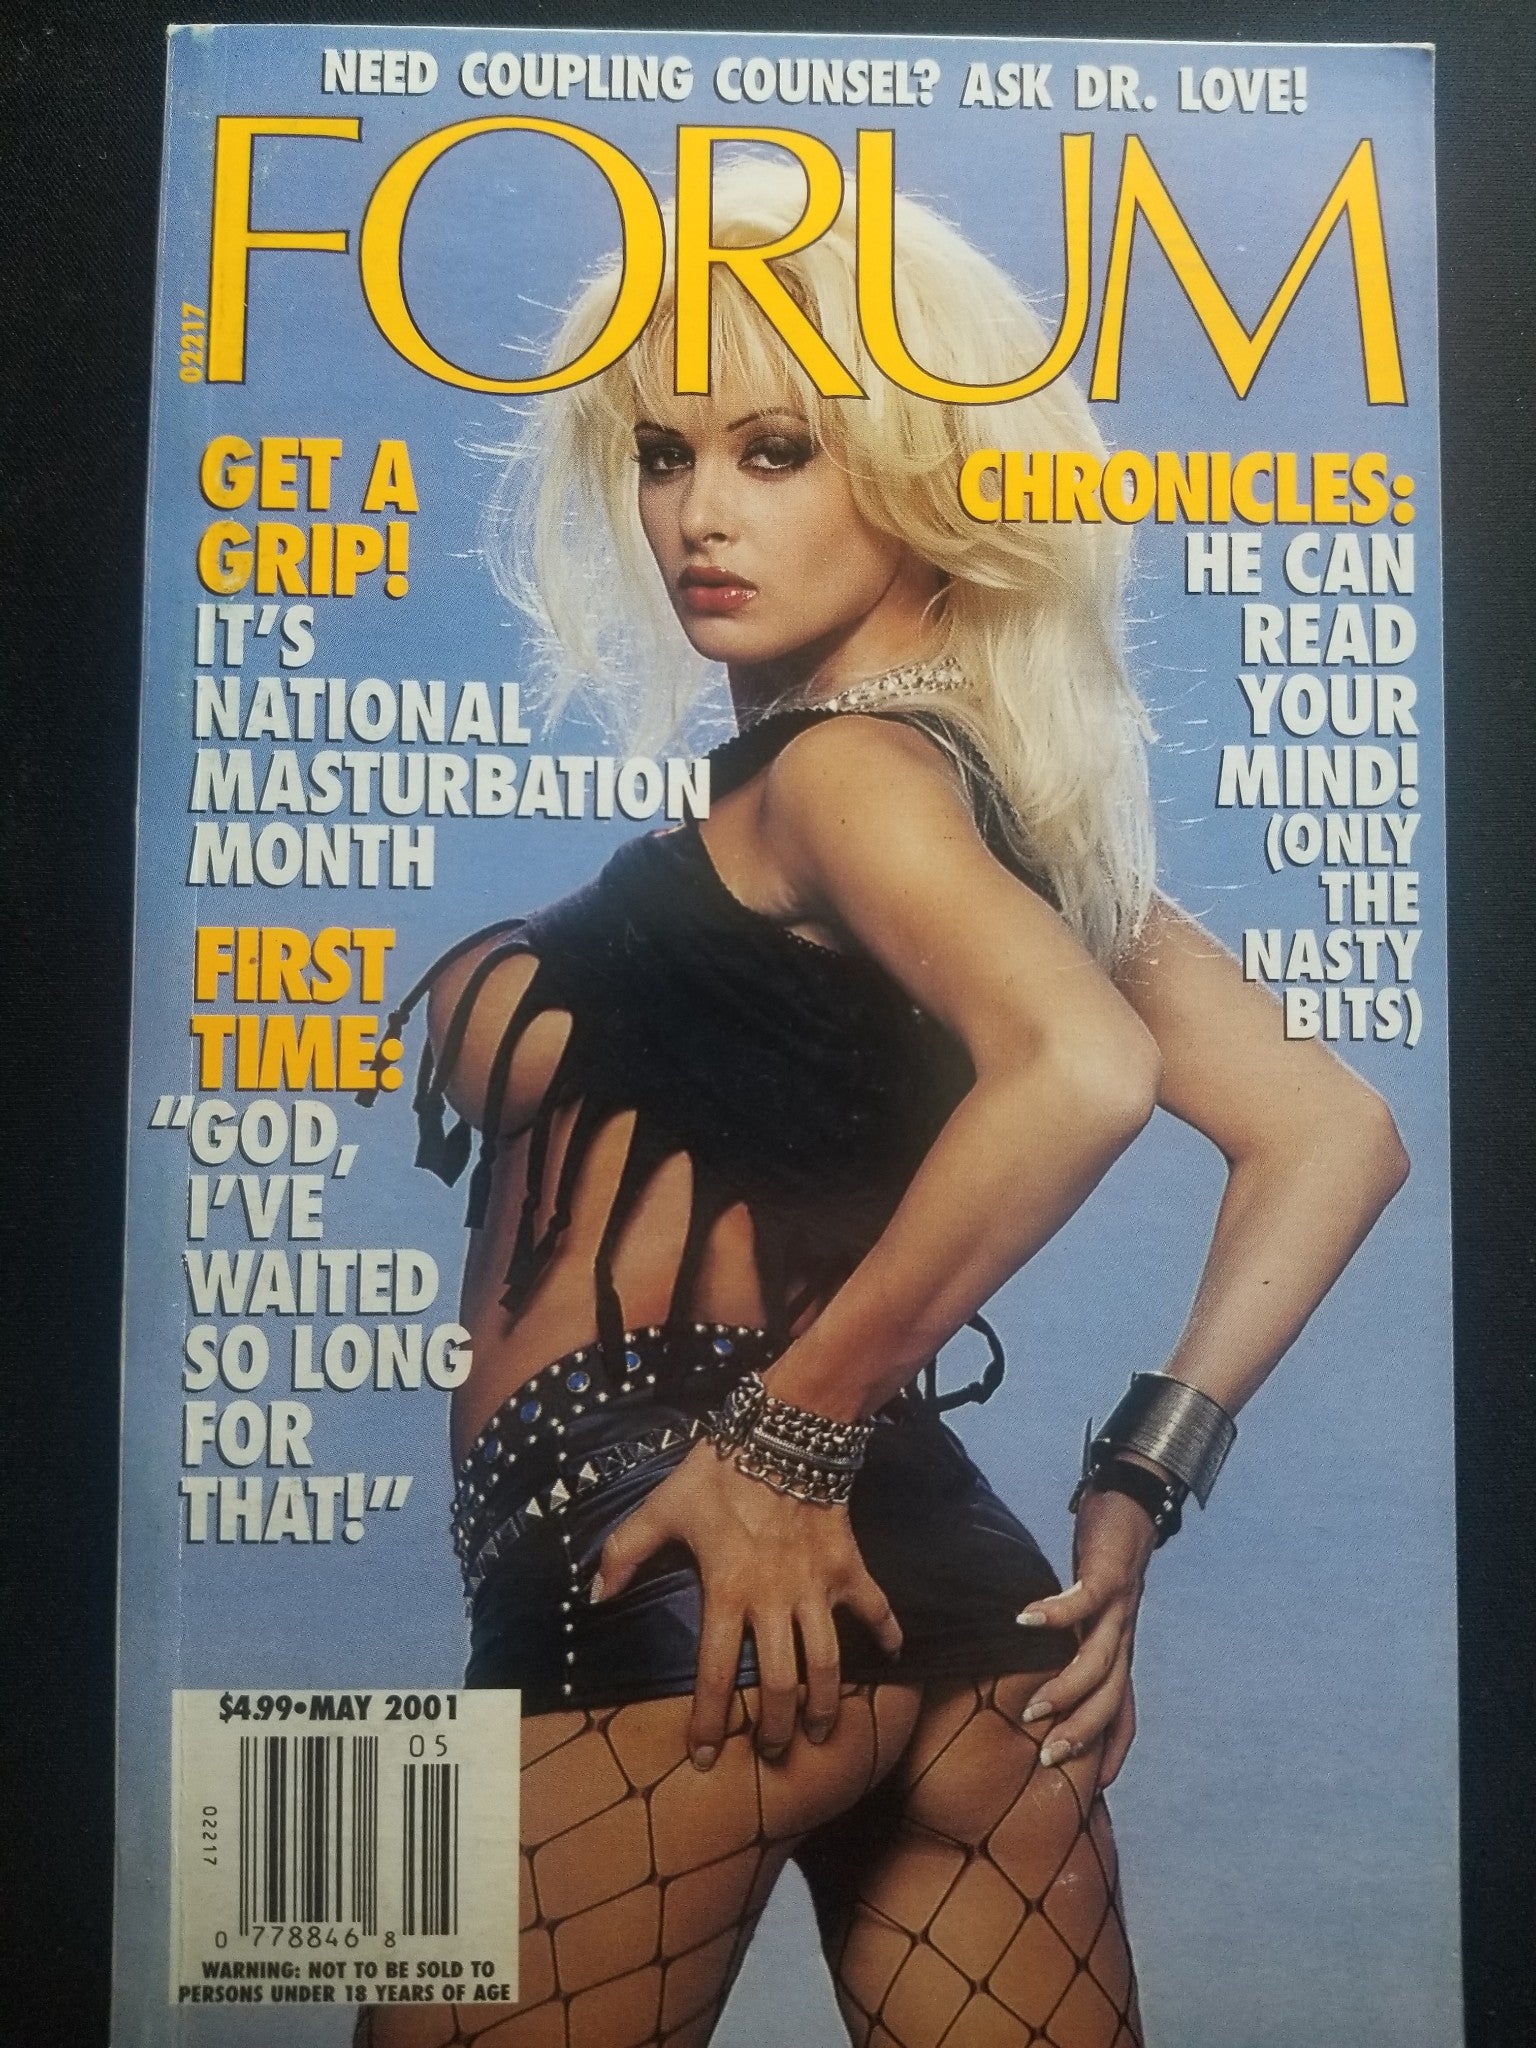 NEED COUPLING COUNSEL? ASK DR. LOVE!
FORUM
02217
GET A
GRIP!
IT'S
NATIONAL
MASTURBATION
MONTH
FIRST
TIME:
"GOD,
I'VE
WAITED
SO LONG
FOR
THAT!"
CHRONICLES:
HE CAN
READ
YOUR
MIND!
(ONLY
THE
NASTY
BITS)
$4.99•MAY 2001
05
02217
0 778846 8
WARNING: NOT TO BE SOLD TO
PERSONS UNDER 18 YEARS OF AGE